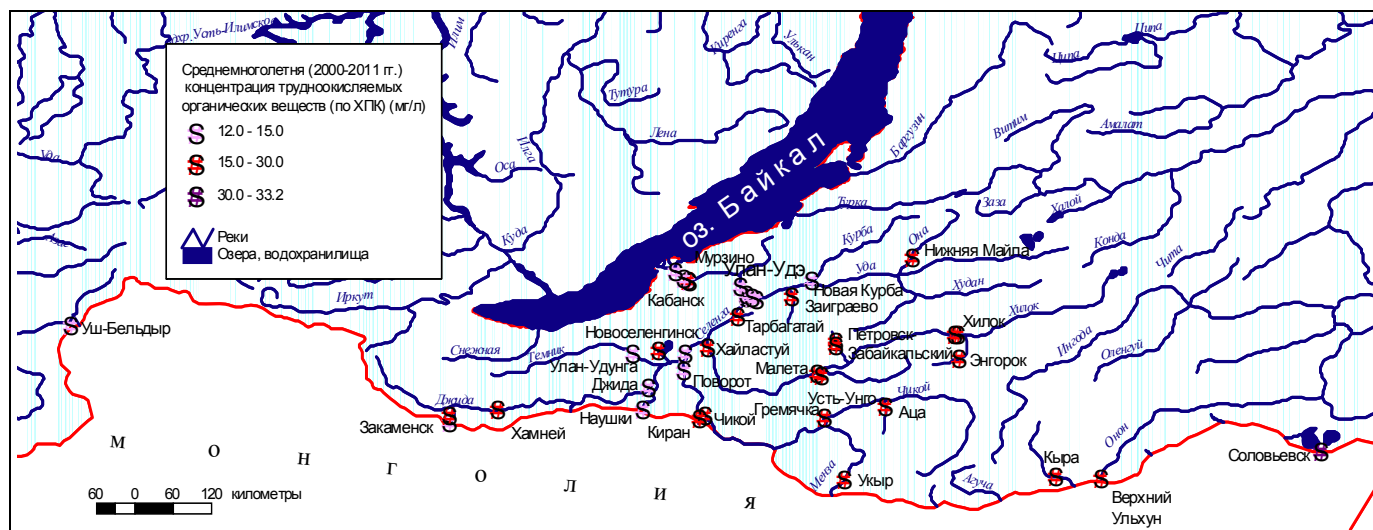 вдхр. Усть-Илимское
Илим
Киренга
Улькан
Ципа
Ципа
Среднемноголетня (2000-2011 гг.)
концентрация трудноокисляемых
органических веществ (по ХПК) (мг/л)
12.0 - 15.0
15.0 - 30.0
30.0 - 33.2
Реки
Озера, водохранилища
Тутура
Лена
Илга
Оса
Куда
Уда
Иркут
оз. Байкал
Баргузин
Витим
Амалат
Турка
Заза
Халой
Курба
Она
Конда
Чита
Нижняя Майла
Мурзино
Улан-Удэ
Уда
Кабанск
Новая Курба
Заиграево
Худан
Хилок
Уш-Бельдыр
Новоселенгинск
Селенга
Тарбагатай
Петровск
Забайкальский
Хилок
Ингода
Оленгуй
Снежная
Темник
Хайластуй
Энгорок
Улан-Удунга
Малета
Джида
Поворот
Чикой
Джида
Усть-Унго
Гремячка
Аца
Закаменск
Хамней
Наушки
Киран
Чикой
Онон
Соловьевск
Менза
Укыр
Агуча
Кыра
Верхний
Ульхун
МОНГОЛИЯ
60 0 60 120 километры